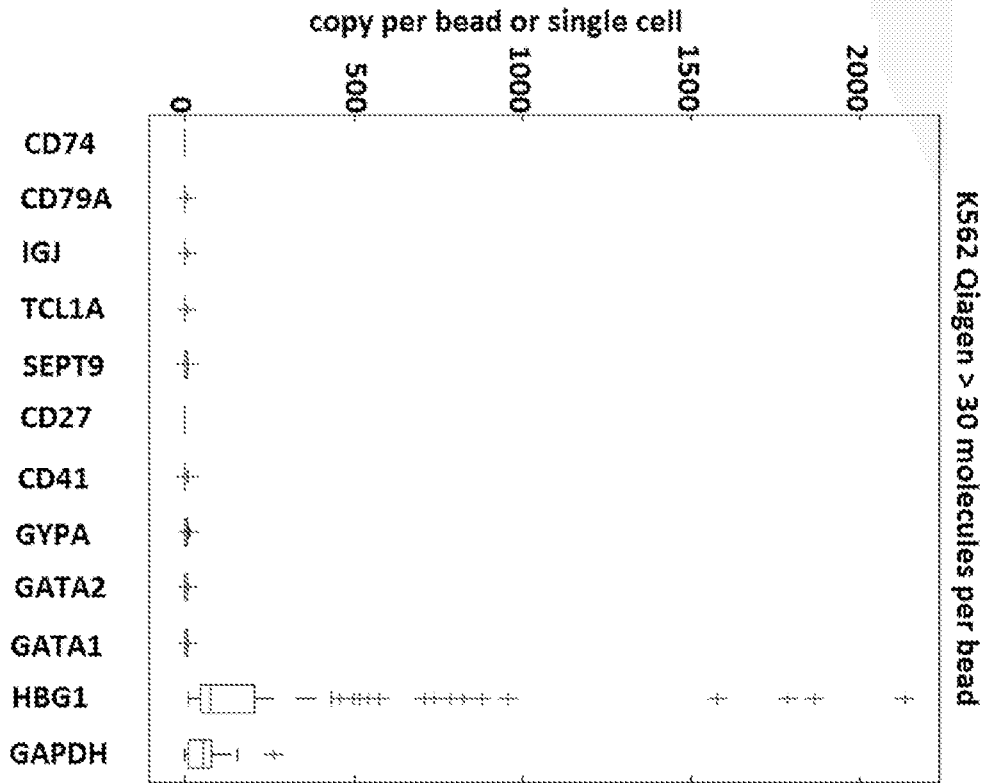 copy per bead or single cell
0
500
1000
1500
2000
CD74
CD79A
IGJ
TCL1A
SEPT9
CD27
CD41
GYPA
GATA2
GATA1
HBG1
GAPDH
K562 Qiagen > 30 molecules per bead